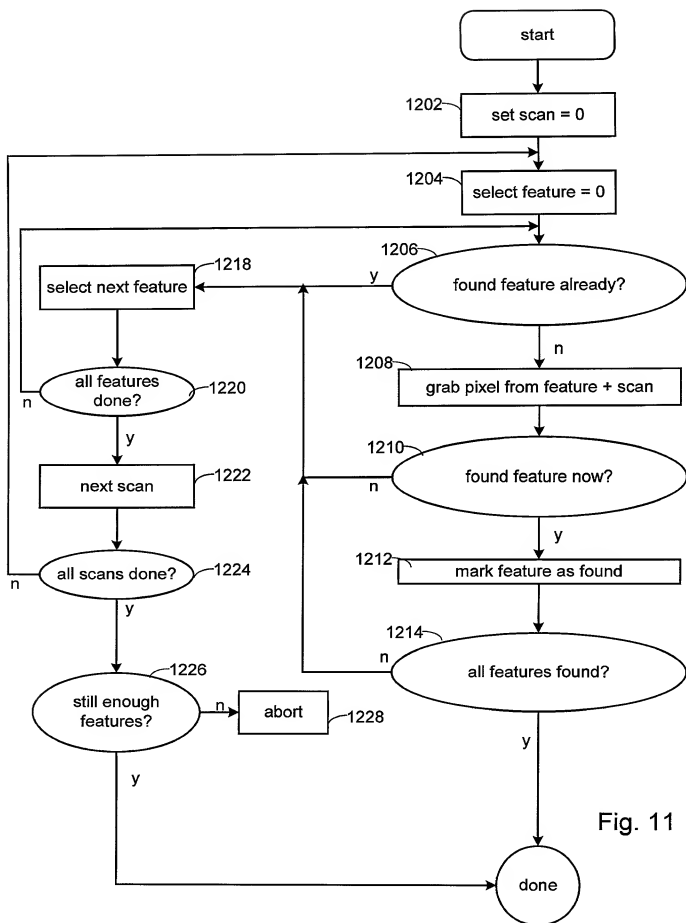 start
1202
set scan = 0
1204
select feature = 0
1206
found feature already?
y
n
1218
select next feature
1208
grab pixel from feature + scan
all features
done?
1220
n
y
1210
found feature now?
n
y
1222
next scan
1212
mark feature as found
all scans done?
1224
n
y
1214
all features found?
n
y
1226
still enough
features?
n
abort
1228
y
Fig. 11
done